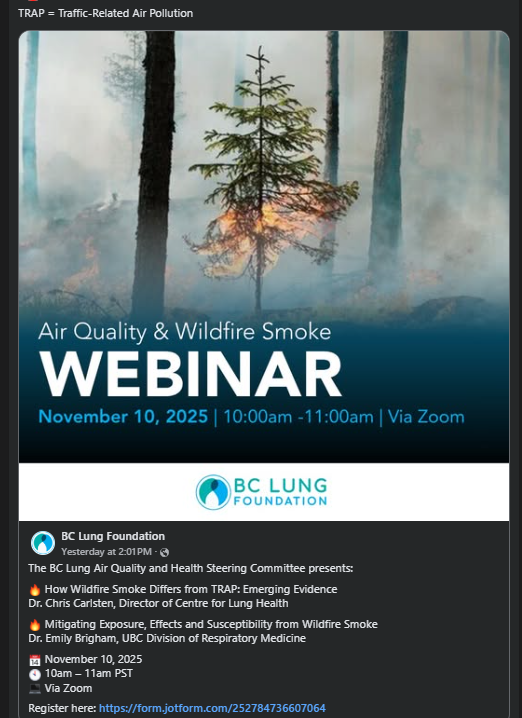 TRAP = Traffic-Related Air Pollution
Air Quality & Wildfire Smoke
WEBINAR
November 10, 2025 | 10:00am -11:00am | Via Zoom
BC LUNG
FOUNDATION
BC Lung Foundation
Yesterday at 2:01 PM ·
The BC Lung Air Quality and Health Steering Committee presents:
🔥 How Wildfire Smoke Differs from TRAP: Emerging Evidence
Dr. Chris Carlsten, Director of Centre for Lung Health
🔥 Mitigating Exposure, Effects and Susceptibility from Wildfire Smoke
Dr. Emily Brigham, UBC Division of Respiratory Medicine
📅 November 10, 2025
🕙 10am – 11am PST
💻 Via Zoom
Register here: https://form.jotform.com/252784736607064